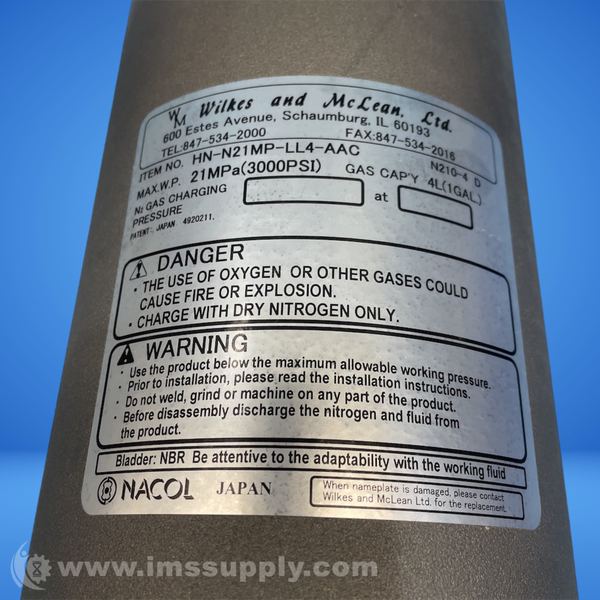 WM Wilkes and McLean, Ltd.
600 Estes Avenue, Schaumburg, IL 60193
TEL:847-534-2000 FAX:847-534-2016
ITEM NO. HN-N21MP-LL4-AAC N210-4 D
MAX.W.P. 21MPa(3000PSI) GAS CAP'Y 4L(1GAL)
N₂ GAS CHARGING
PRESSURE at
PATENT: JAPAN 4920211.
⚠ DANGER
• THE USE OF OXYGEN OR OTHER GASES COULD
CAUSE FIRE OR EXPLOSION.
• CHARGE WITH DRY NITROGEN ONLY.
⚠ WARNING
• Use the product below the maximum allowable working pressure.
• Prior to installation, please read the installation instructions.
• Do not weld, grind or machine on any part of the product.
• Before disassembly discharge the nitrogen and fluid from
the product.
Bladder: NBR Be attentive to the adaptability with the working fluid
NACOL JAPAN
When nameplate is damaged, please contact
Wilkes and McLean Ltd. for the replacement.
www.imssupply.com